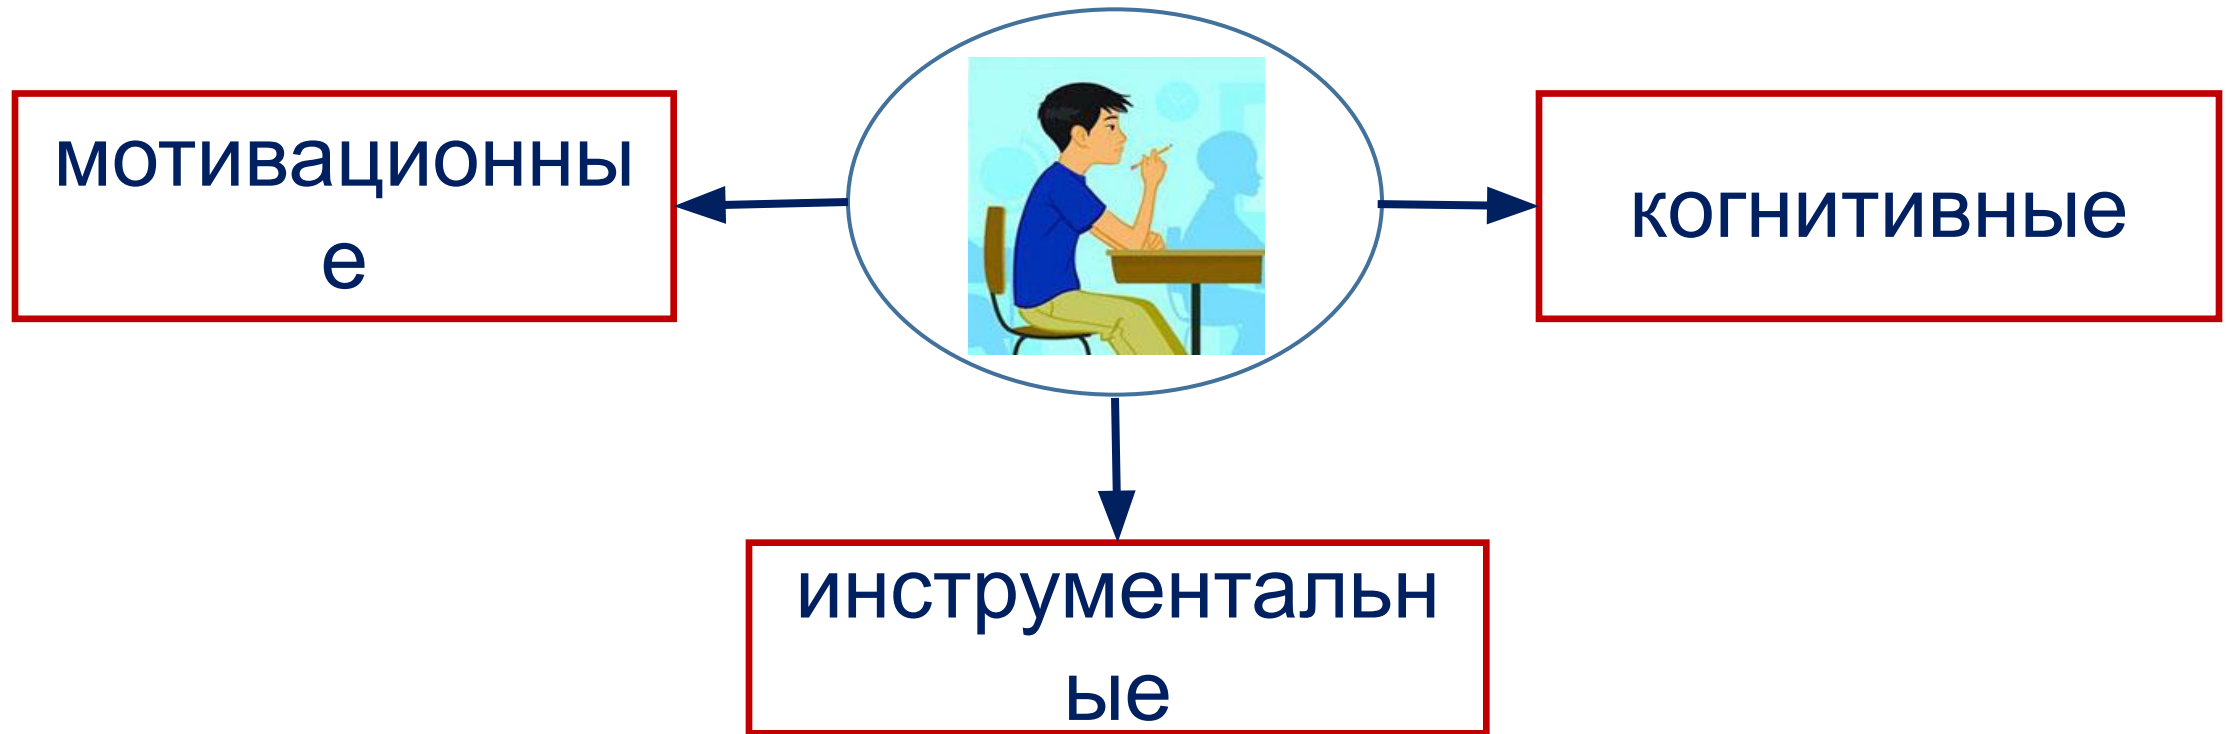 мотивационны
е
когнитивные
инструментальн
ые